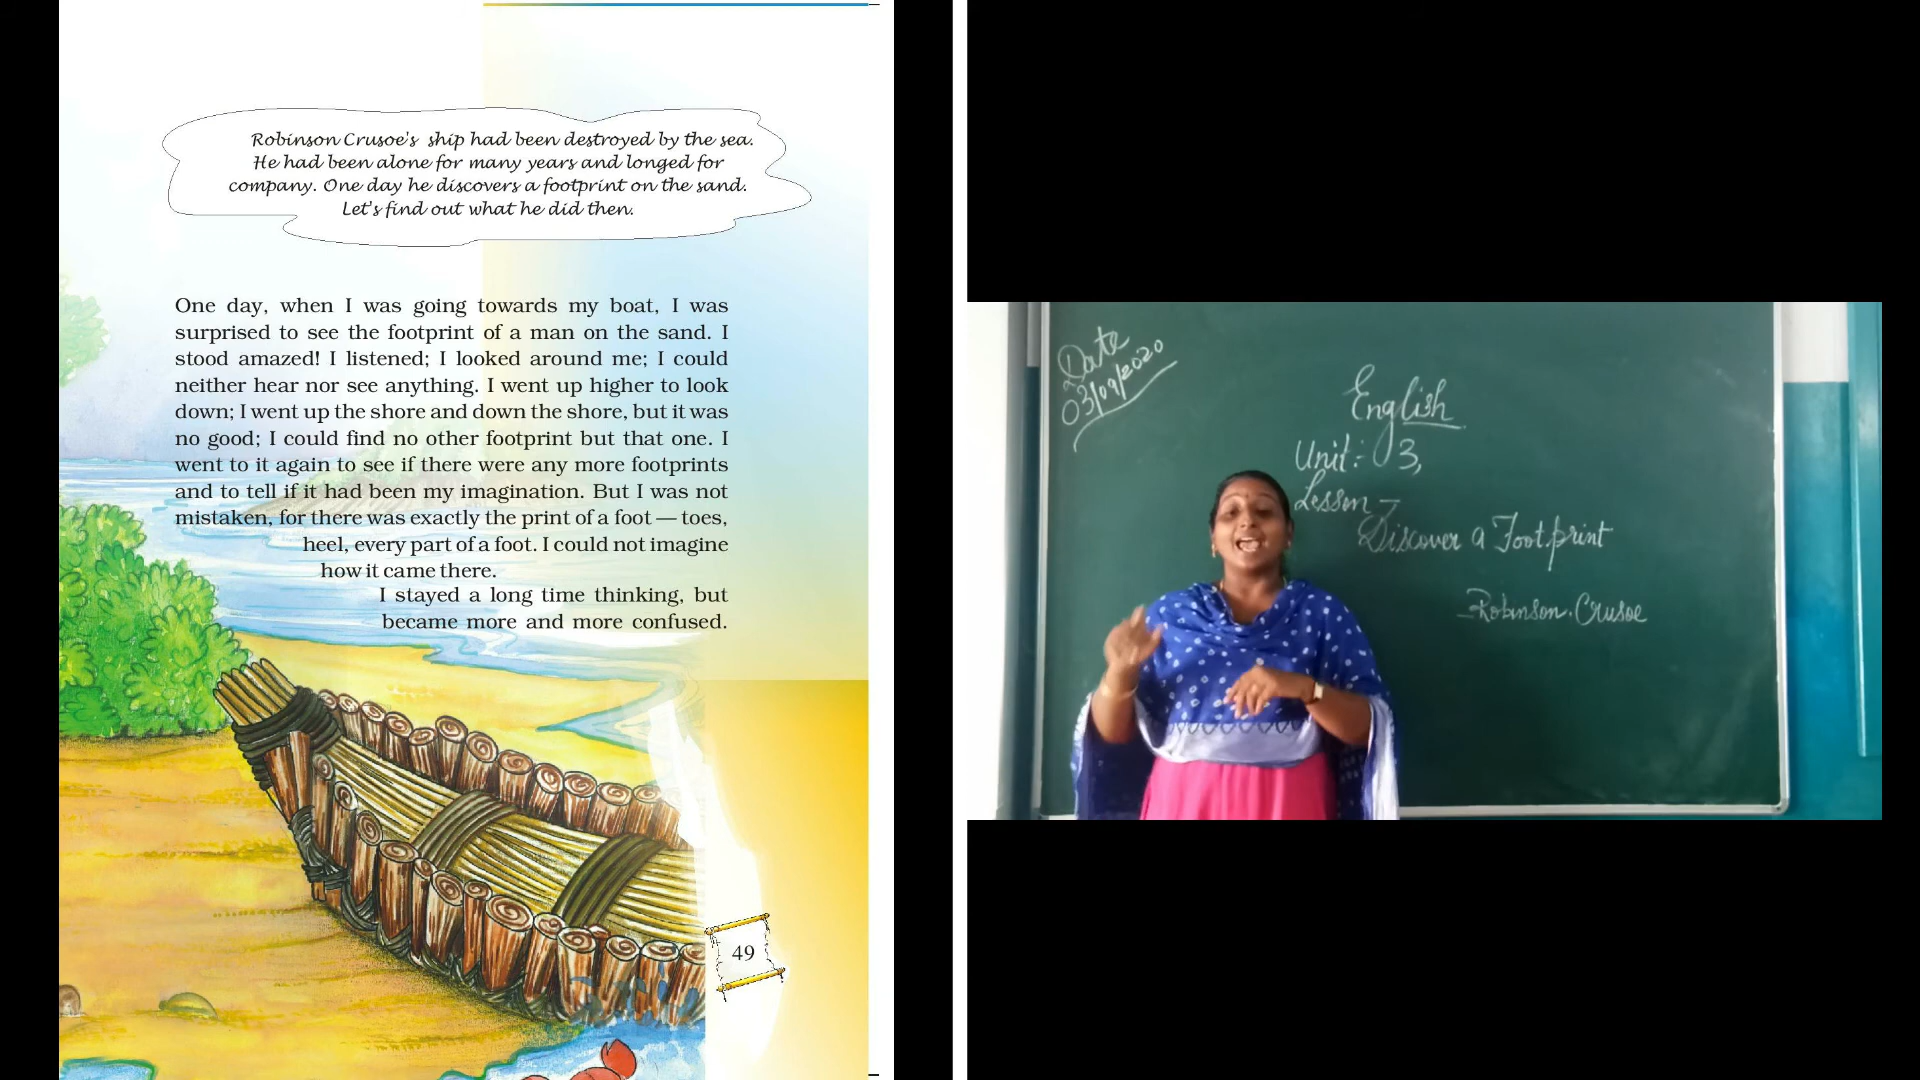 Robinson Crusoe's ship had been destroyed by the sea.
He had been alone for many years and longed for
company. One day he discovers a footprint on the sand.
Let's find out what he did then.
One day, when I was going towards my boat, I was
surprised to see the footprint of a man on the sand. I
stood amazed! I listened; I looked around me; I could
neither hear nor see anything. I went up higher to look
down; I went up the shore and down the shore, but it was
no good; I could find no other footprint but that one. I
went to it again to see if there were any more footprints
and to tell if it had been my imagination. But I was not
mistaken, for there was exactly the print of a foot — toes,
heel, every part of a foot. I could not imagine
how it came there.
I stayed a long time thinking, but
became more and more confused.
49
Date
03/09/2020
English
Unit:- 3,
Lesson -
Discover a Footprint
- Robinson.Crusoe